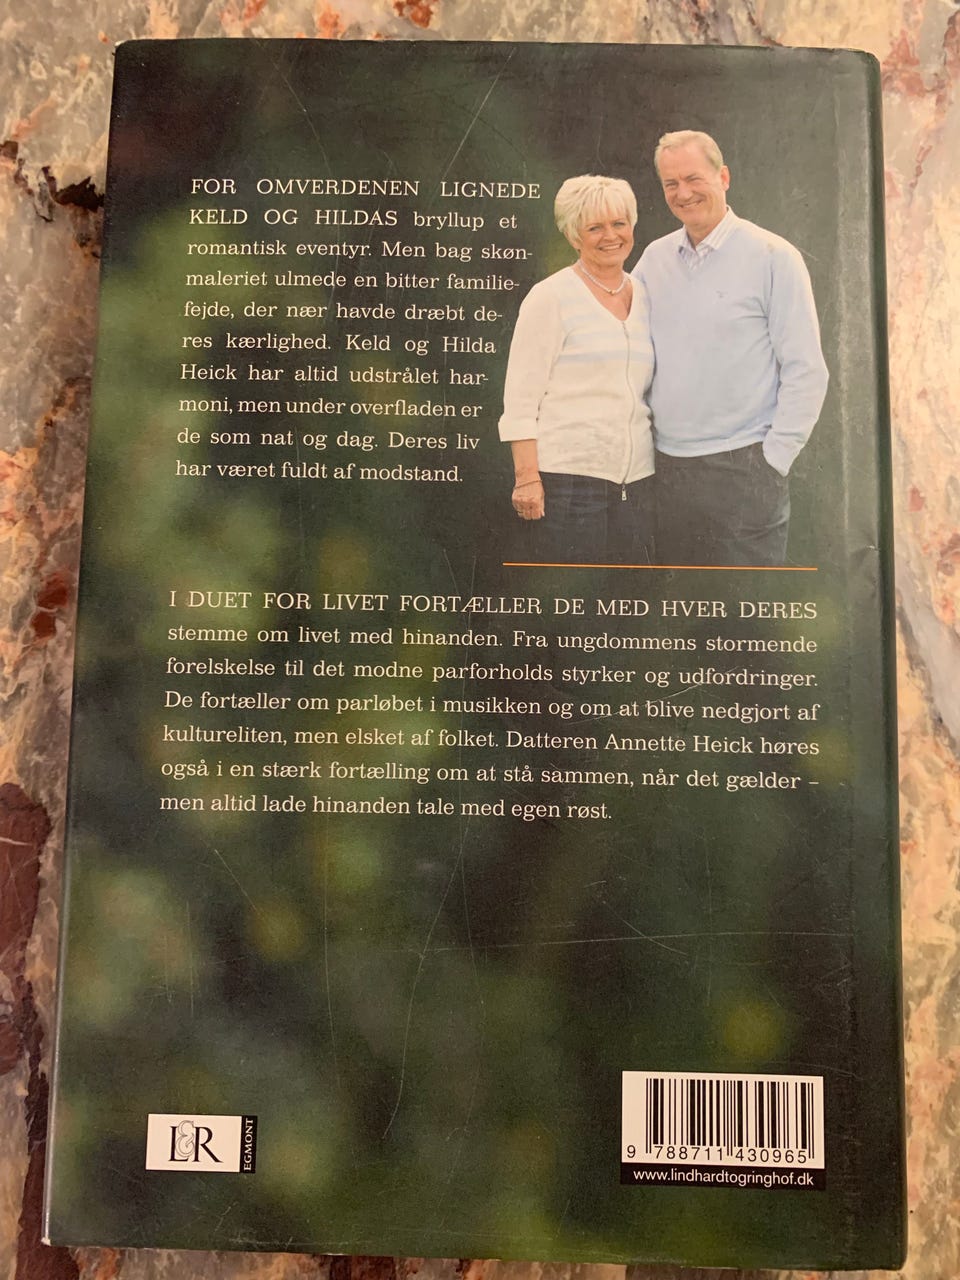 FOR OMVERDENEN LIGNEDE
KELD OG HILDAS bryllup et
romantisk eventyr. Men bag skøn-
maleriet ulmede en bitter familie-
fejde, der nær havde dræbt de-
res kærlighed. Keld og Hilda
Heick har altid udstrålet har-
moni, men under overfladen er
de som nat og dag. Deres liv
har været fuldt af modstand.
I DUET FOR LIVET FORTÆLLER DE MED HVER DERES
stemme om livet med hinanden. Fra ungdommens stormende
forelskelse til det modne parforholds styrker og udfordringer.
De fortæller om parløbet i musikken og om at blive nedgjort af
kultureliten, men elsket af folket. Datteren Annette Heick høres
også i en stærk fortælling om at stå sammen, når det gælder –
men altid lade hinanden tale med egen røst.
L&R
EGMONT
9 788711 430965
www.lindhardtogringhof.dk